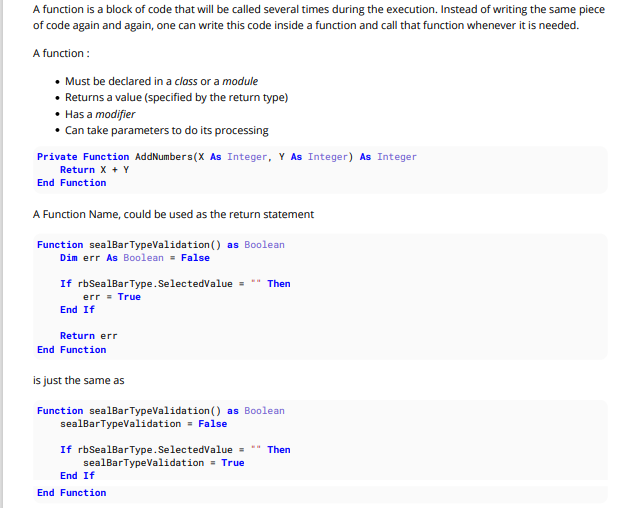 A function is a block of code that will be called several times during the execution. Instead of writing the same piece
of code again and again, one can write this code inside a function and call that function whenever it is needed.
A function :
• Must be declared in a class or a module
• Returns a value (specified by the return type)
• Has a modifier
• Can take parameters to do its processing
Private Function AddNumbers(X As Integer, Y As Integer) As Integer
    Return X + Y
End Function
A Function Name, could be used as the return statement
Function sealBarTypeValidation() as Boolean
    Dim err As Boolean = False
    If rbSealBarType.SelectedValue = "" Then
        err = True
    End If
    Return err
End Function
is just the same as
Function sealBarTypeValidation() as Boolean
    sealBarTypeValidation = False
    If rbSealBarType.SelectedValue = "" Then
        sealBarTypeValidation = True
    End If
End Function